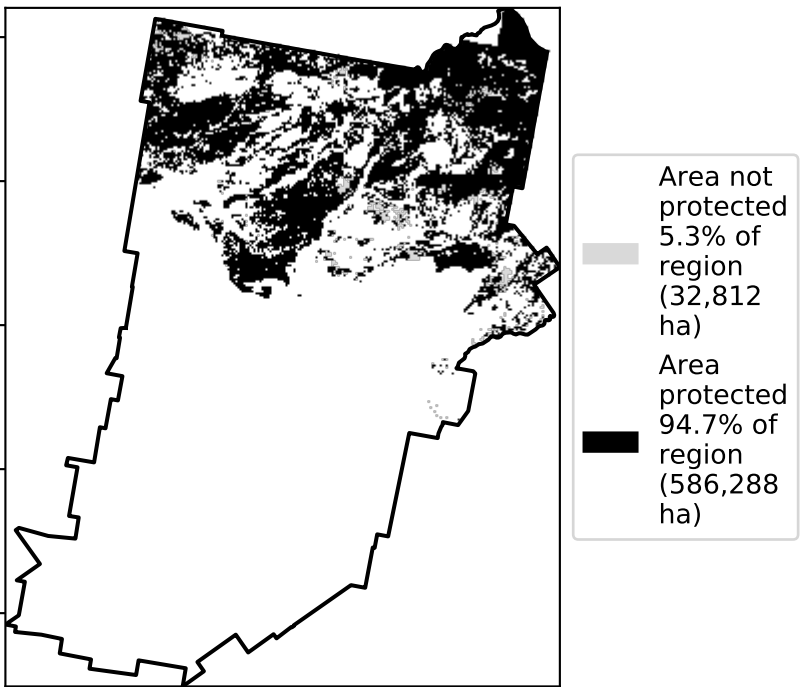 Area not
protected
5.3% of
region
(32,812
ha)
Area
protected
94.7% of
region
(586,288
ha)